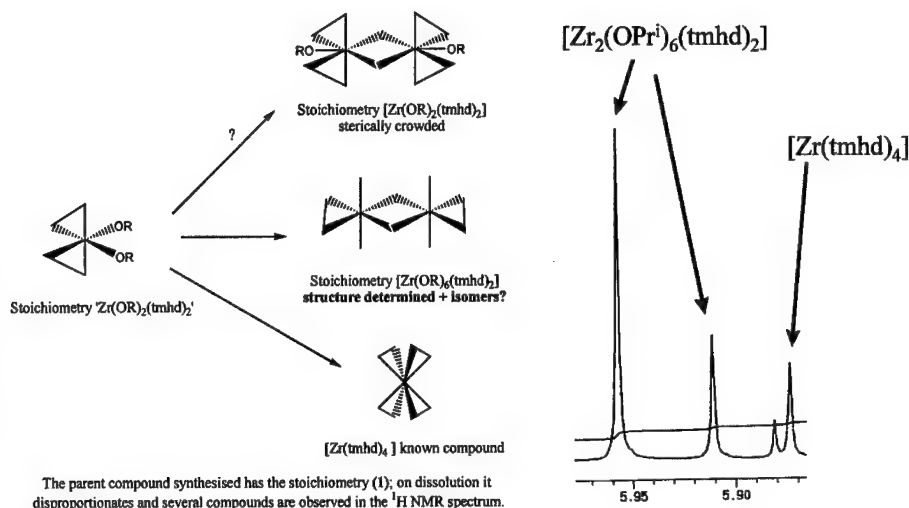 RO
OR
Stoichiometry [Zr(OR)₂(tmhd)₂]
sterically crowded
?
OR
OR
Stoichiometry 'Zr(OR)₂(tmhd)₂'
Stoichiometry [Zr(OR)₆(tmhd)₂]
structure determined + isomers?
[Zr(tmhd)₄ ] known compound
The parent compound synthesised has the stoichiometry (1); on dissolution it
disproportionates and several compounds are observed in the ¹H NMR spectrum.
[Zr₂(OPrⁱ)₆(tmhd)₂]
[Zr(tmhd)₄]
5.95
5.90